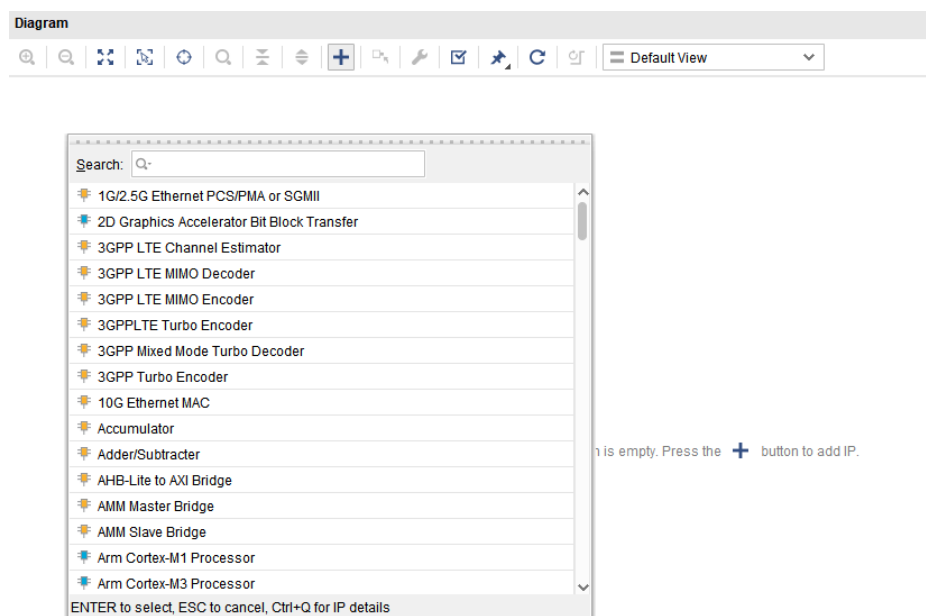 Diagram
Default View
Search:
1G/2.5G Ethernet PCS/PMA or SGMII
2D Graphics Accelerator Bit Block Transfer
3GPP LTE Channel Estimator
3GPP LTE MIMO Decoder
3GPP LTE MIMO Encoder
3GPPLTE Turbo Encoder
3GPP Mixed Mode Turbo Decoder
3GPP Turbo Encoder
10G Ethernet MAC
Accumulator
Adder/Subtracter
is empty. Press the + button to add IP.
AHB-Lite to AXI Bridge
AMM Master Bridge
AMM Slave Bridge
Arm Cortex-M1 Processor
Arm Cortex-M3 Processor
ENTER to select, ESC to cancel, Ctrl+Q for IP details